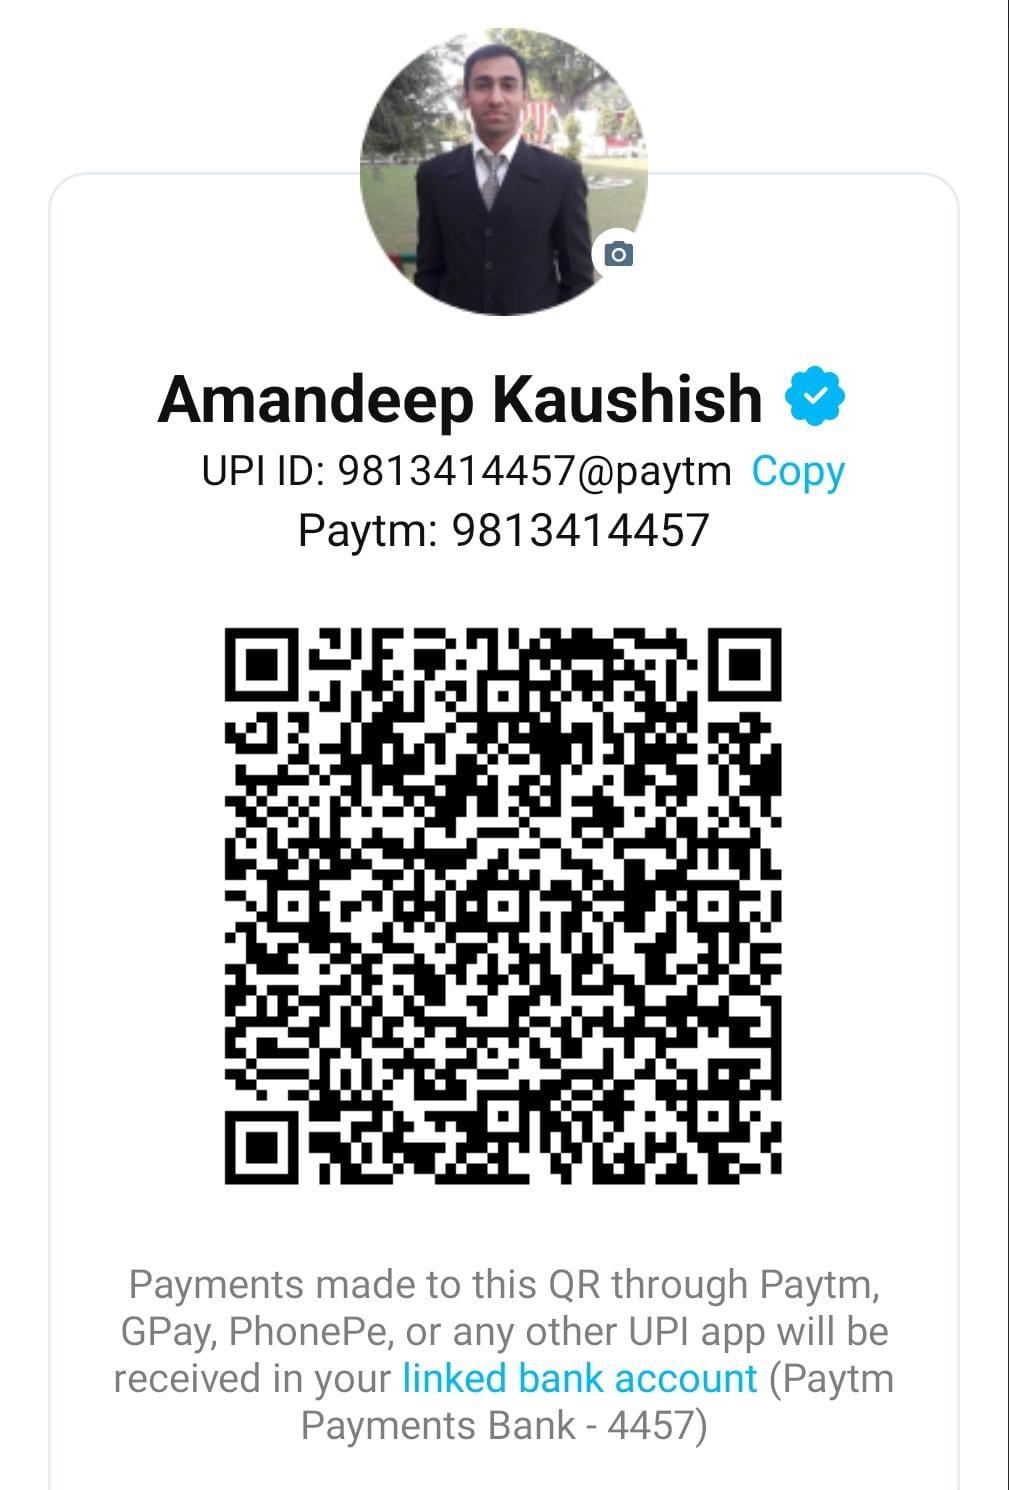 Amandeep Kaushish
UPI ID: 9813414457@paytm Copy
Paytm: 9813414457
Payments made to this QR through Paytm,
GPay, PhonePe, or any other UPI app will be
received in your linked bank account (Paytm
Payments Bank - 4457)